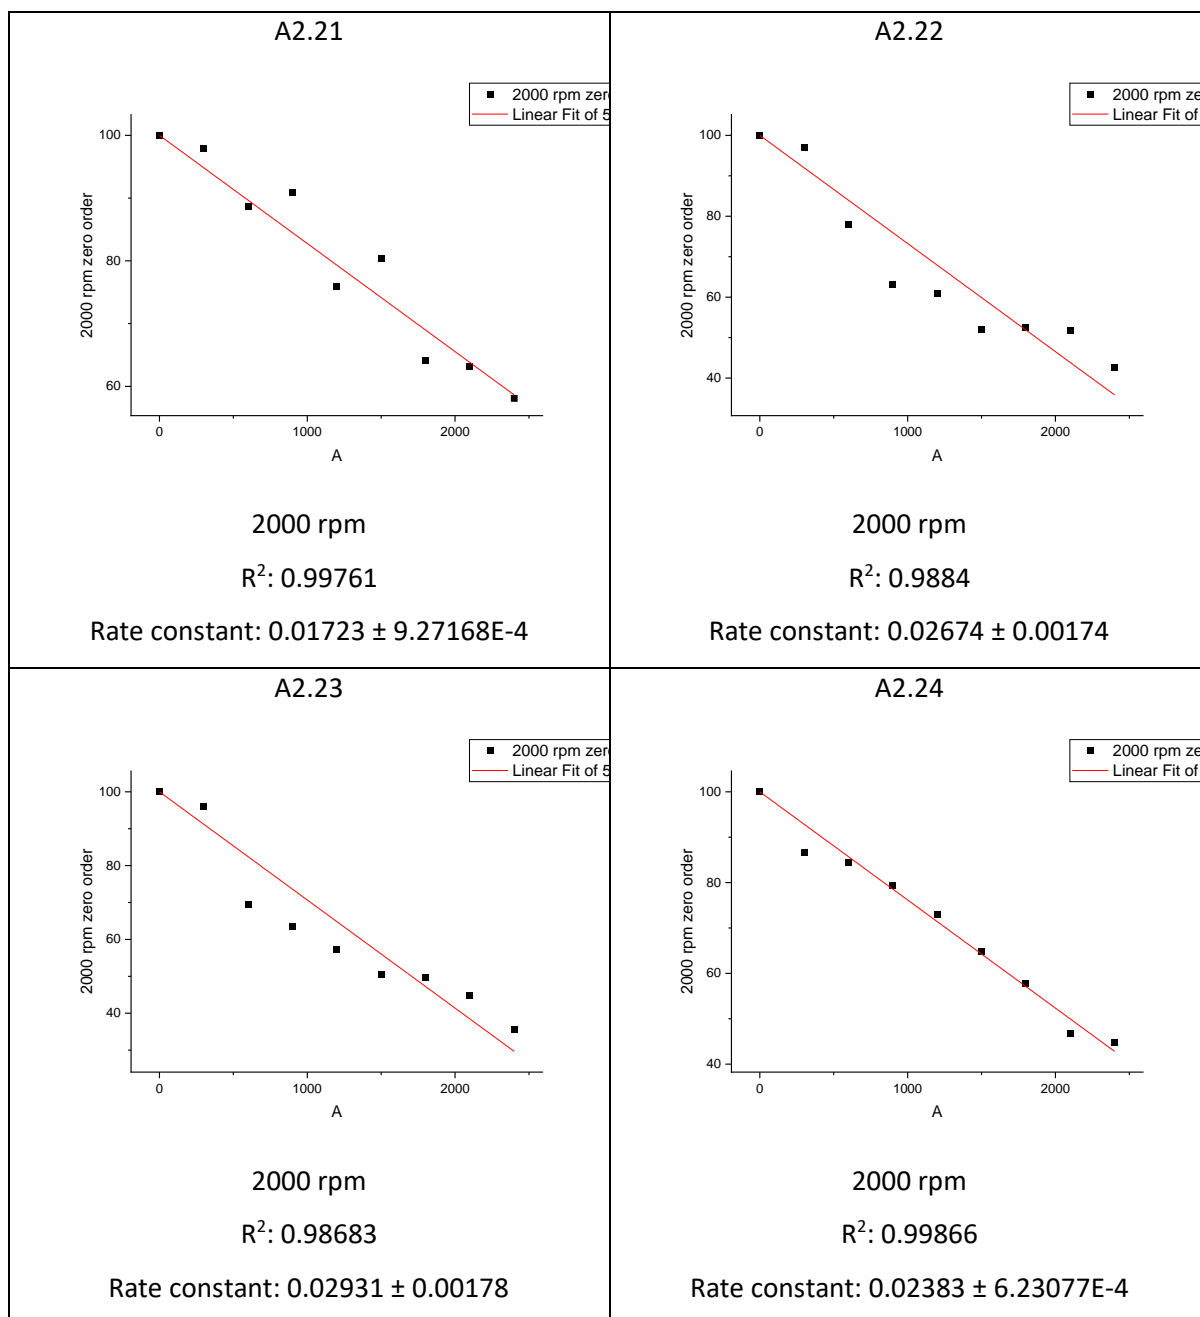 A2.21
2000 rpm zero
Linear Fit of 5
100
80
60
2000 rpm zero order
0
1000
2000
A
2000 rpm
R²: 0.99761
Rate constant: 0.01723 ± 9.27168E-4
A2.22
2000 rpm ze
Linear Fit of
100
80
60
40
2000 rpm zero order
0
1000
2000
A
2000 rpm
R²: 0.9884
Rate constant: 0.02674 ± 0.00174
A2.23
2000 rpm zero
Linear Fit of 5
100
80
60
40
2000 rpm zero order
0
1000
2000
A
2000 rpm
R²: 0.98683
Rate constant: 0.02931 ± 0.00178
A2.24
2000 rpm ze
Linear Fit of
100
80
60
40
2000 rpm zero order
0
1000
2000
A
2000 rpm
R²: 0.99866
Rate constant: 0.02383 ± 6.23077E-4